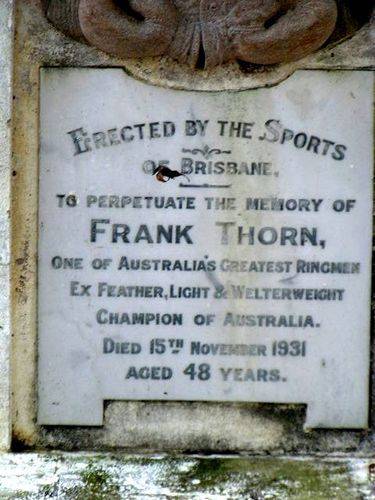 ERECTED BY THE SPORTS
OF BRISBANE,
TO PERPETUATE THE MEMORY OF
FRANK THORN,
ONE OF AUSTRALIA'S GREATEST RINGMEN
EX FEATHER, LIGHT & WELTERWEIGHT
CHAMPION OF AUSTRALIA.
DIED 15TH NOVEMBER 1931
AGED 48 YEARS.